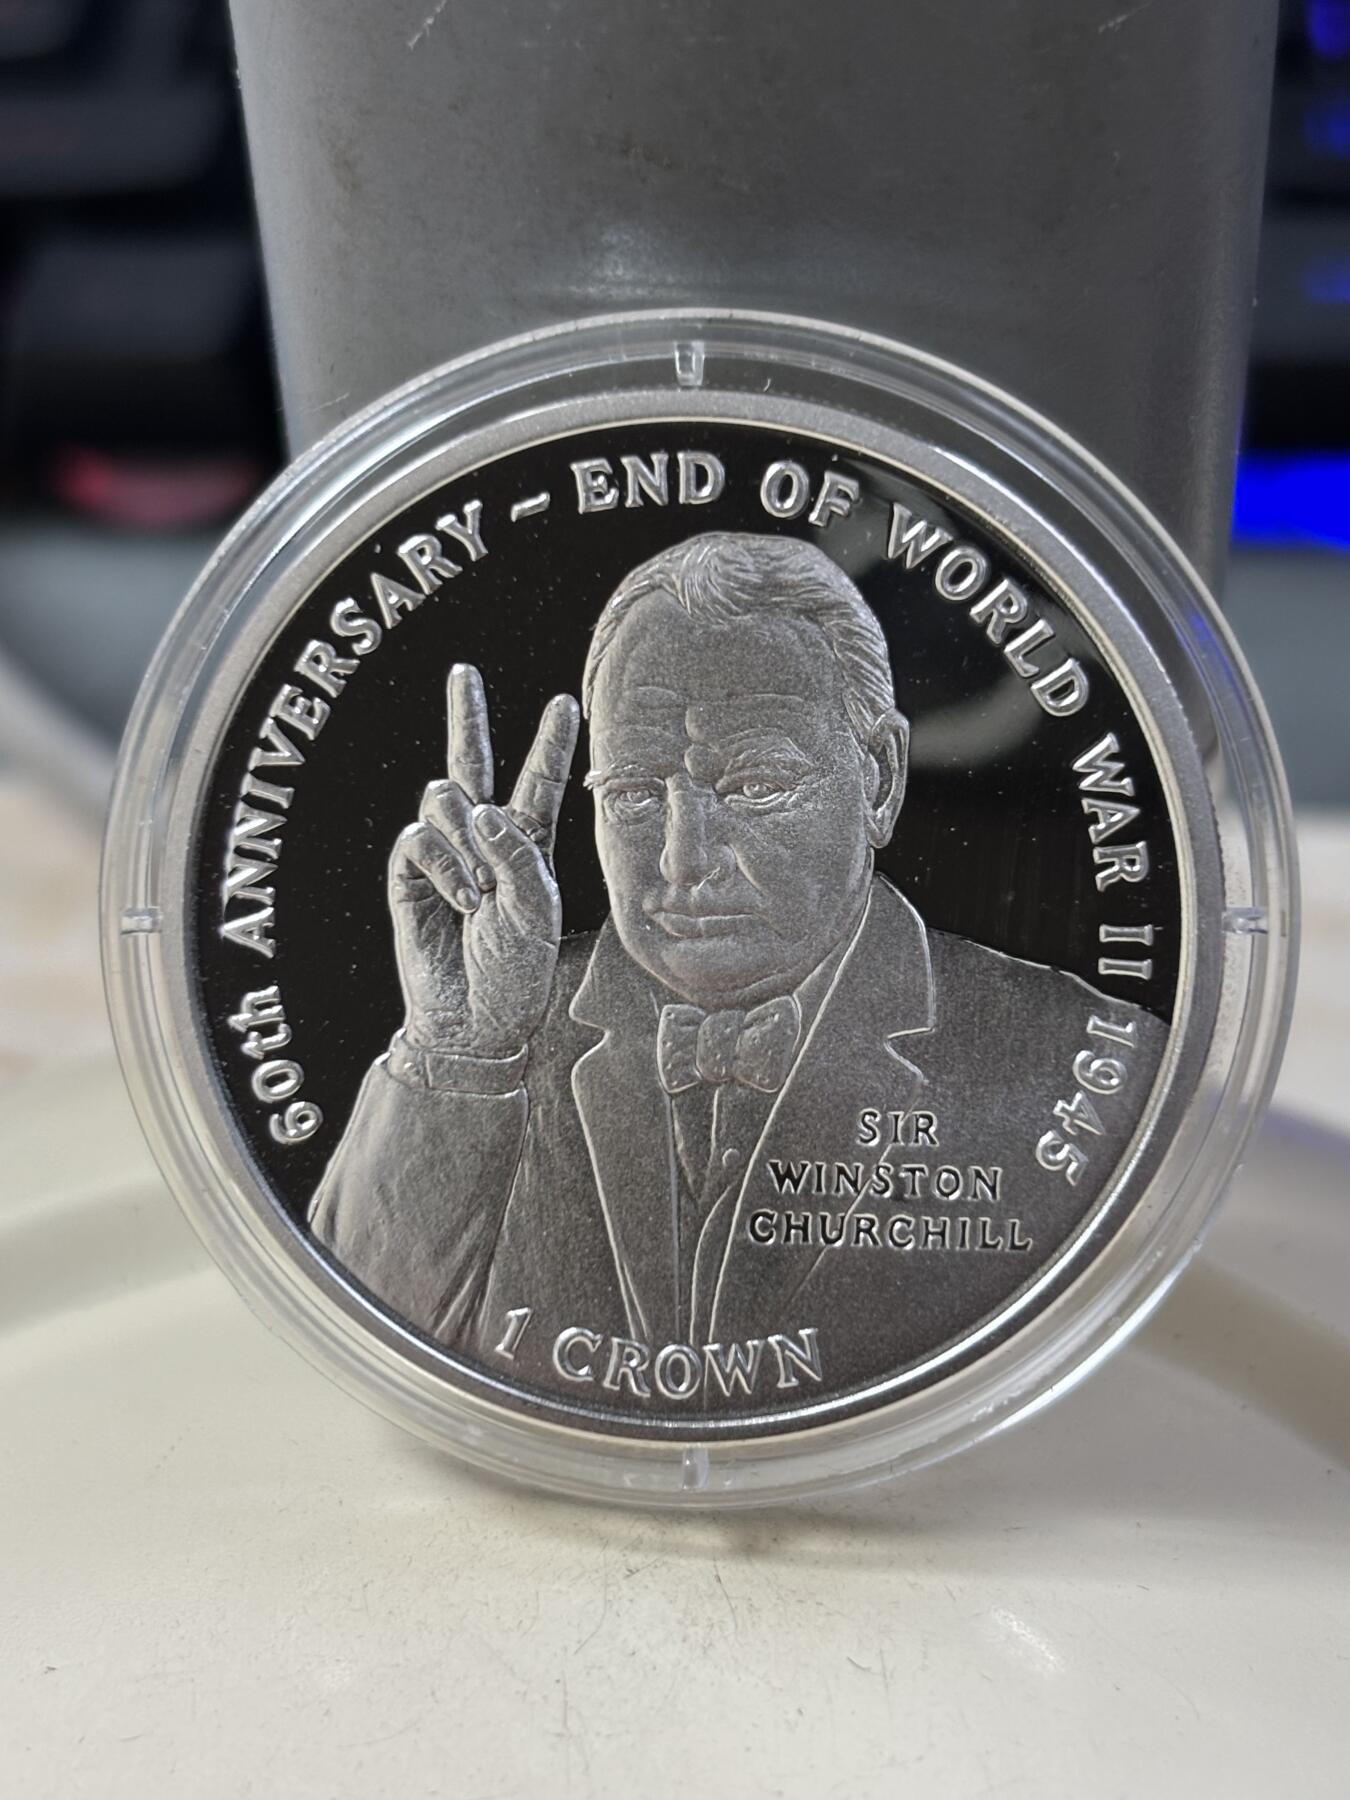 60th ANNIVERSARY – END OF WORLD WAR II 1945
SIR
WINSTON
CHURCHILL
1 CROWN